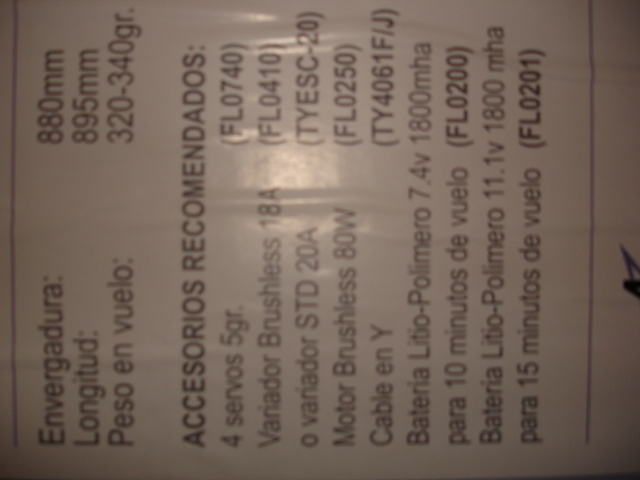 Envergadura: 880mm
Longitud: 895mm
Peso en vuelo: 320-340gr.
ACCESORIOS RECOMENDADOS:
4 servos 5gr. (FL0740)
Variador Brushless 18A (FL0410)
o variador STD 20A (TYESC-20)
Motor Brushless 80W (FL0250)
Cable en Y (TY4061F/J)
Batería Litio-Polimero 7.4v 1800mha
para 10 minutos de vuelo (FL0200)
Batería Litio-Polimero 11.1v 1800 mha
para 15 minutos de vuelo (FL0201)